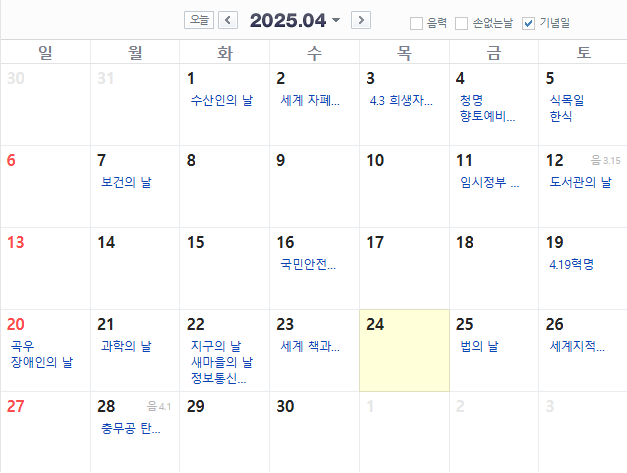 오늘 < 2025.04 > 음력 손없는날 기념일
일 월 화 수 목 금 토
30 31 1 2 3 4 5
수산인의 날 세계 자폐... 4.3 희생자... 청명 식목일
향토예비... 한식
6 7 8 9 10 11 12 음 3.15
보건의 날 임시정부 ... 도서관의 날
13 14 15 16 17 18 19
국민안전... 4.19혁명
20 21 22 23 24 25 26
곡우 과학의 날 지구의 날 세계 책과... 법의 날 세계지적...
장애인의 날 새마을의 날
정보통신...
27 28 음 4.1 29 30 1 2 3
충무공 탄...